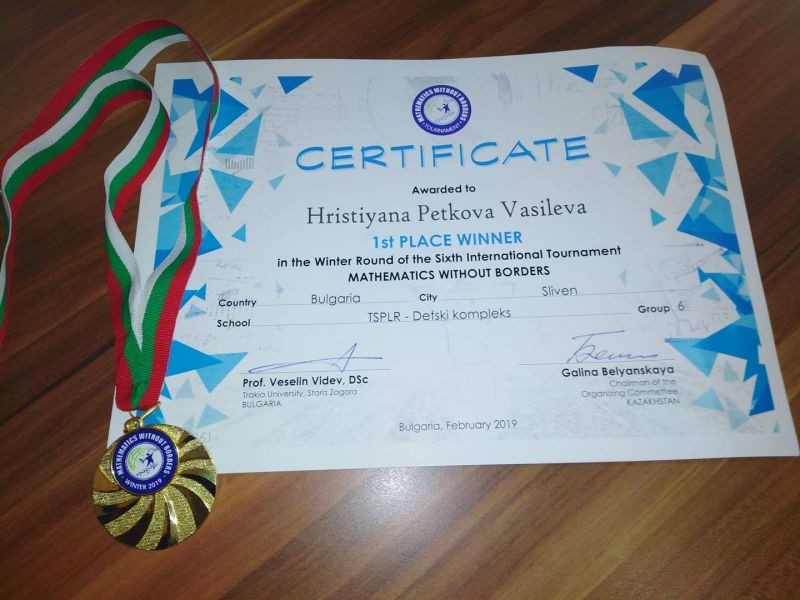 MATHEMATICS WITHOUT BORDERS
TOURNAMENT
CERTIFICATE
Awarded to
Hristiyana Petkova Vasileva
1st PLACE WINNER
in the Winter Round of the Sixth International Tournament
MATHEMATICS WITHOUT BORDERS
Country Bulgaria City Sliven
School TSPLR - Detski kompleks Group 6
Prof. Veselin Videv, DSc
Trakia University, Stara Zagora
BULGARIA
Galina Belyanskaya
Chairman of the
Organizing Committee
KAZAKHSTAN
Bulgaria, February 2019
MATHEMATICS WITHOUT BORDERS
WINTER 2019